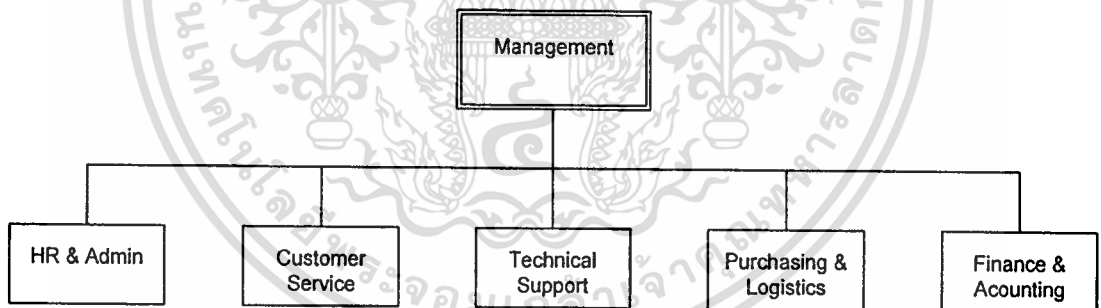 Management
HR & Admin
Customer
Service
Technical
Support
Purchasing &
Logistics
Finance &
Acounting